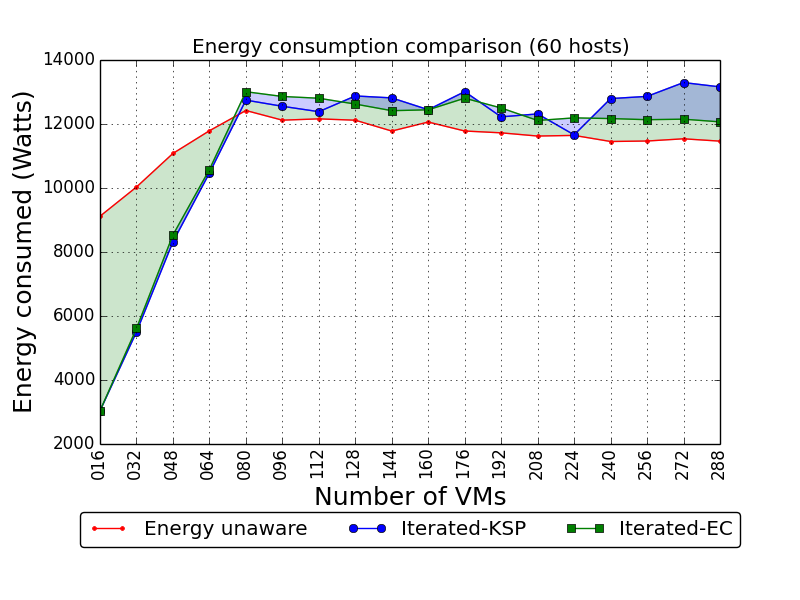 Energy consumption comparison (60 hosts)
Energy consumed (Watts)
14000
12000
10000
8000
6000
4000
2000
016 032 048 064 080 096 112 128 144 160 176 192 208 224 240 256 272 288
Number of VMs
Energy unaware Iterated-KSP Iterated-EC